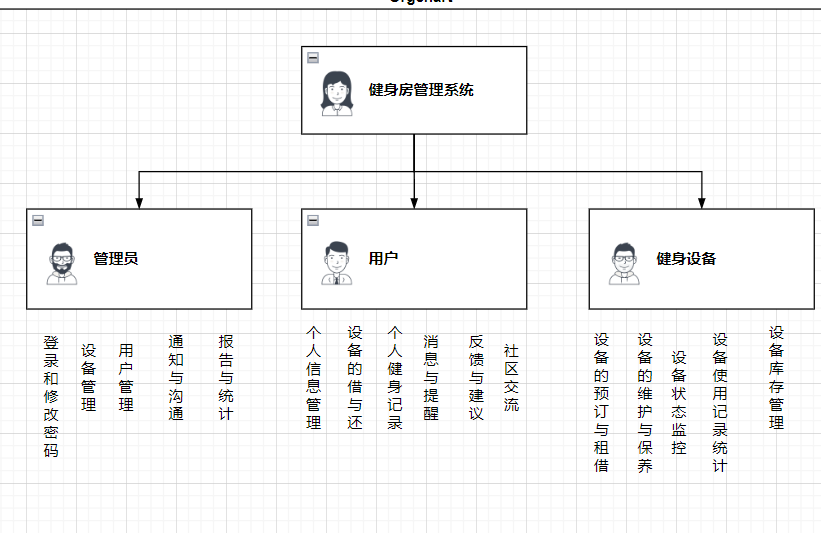 Orgchart
健身房管理系统
管理员
用户
健身设备
登录和修改密码
设备管理
用户管理
通知与沟通
报告与统计
个人信息管理
设备的借与还
个人健身记录
消息与提醒
反馈与建议
社区交流
设备的预订与租借
设备的维护与保养
设备状态监控
设备使用记录统计
设备库存管理